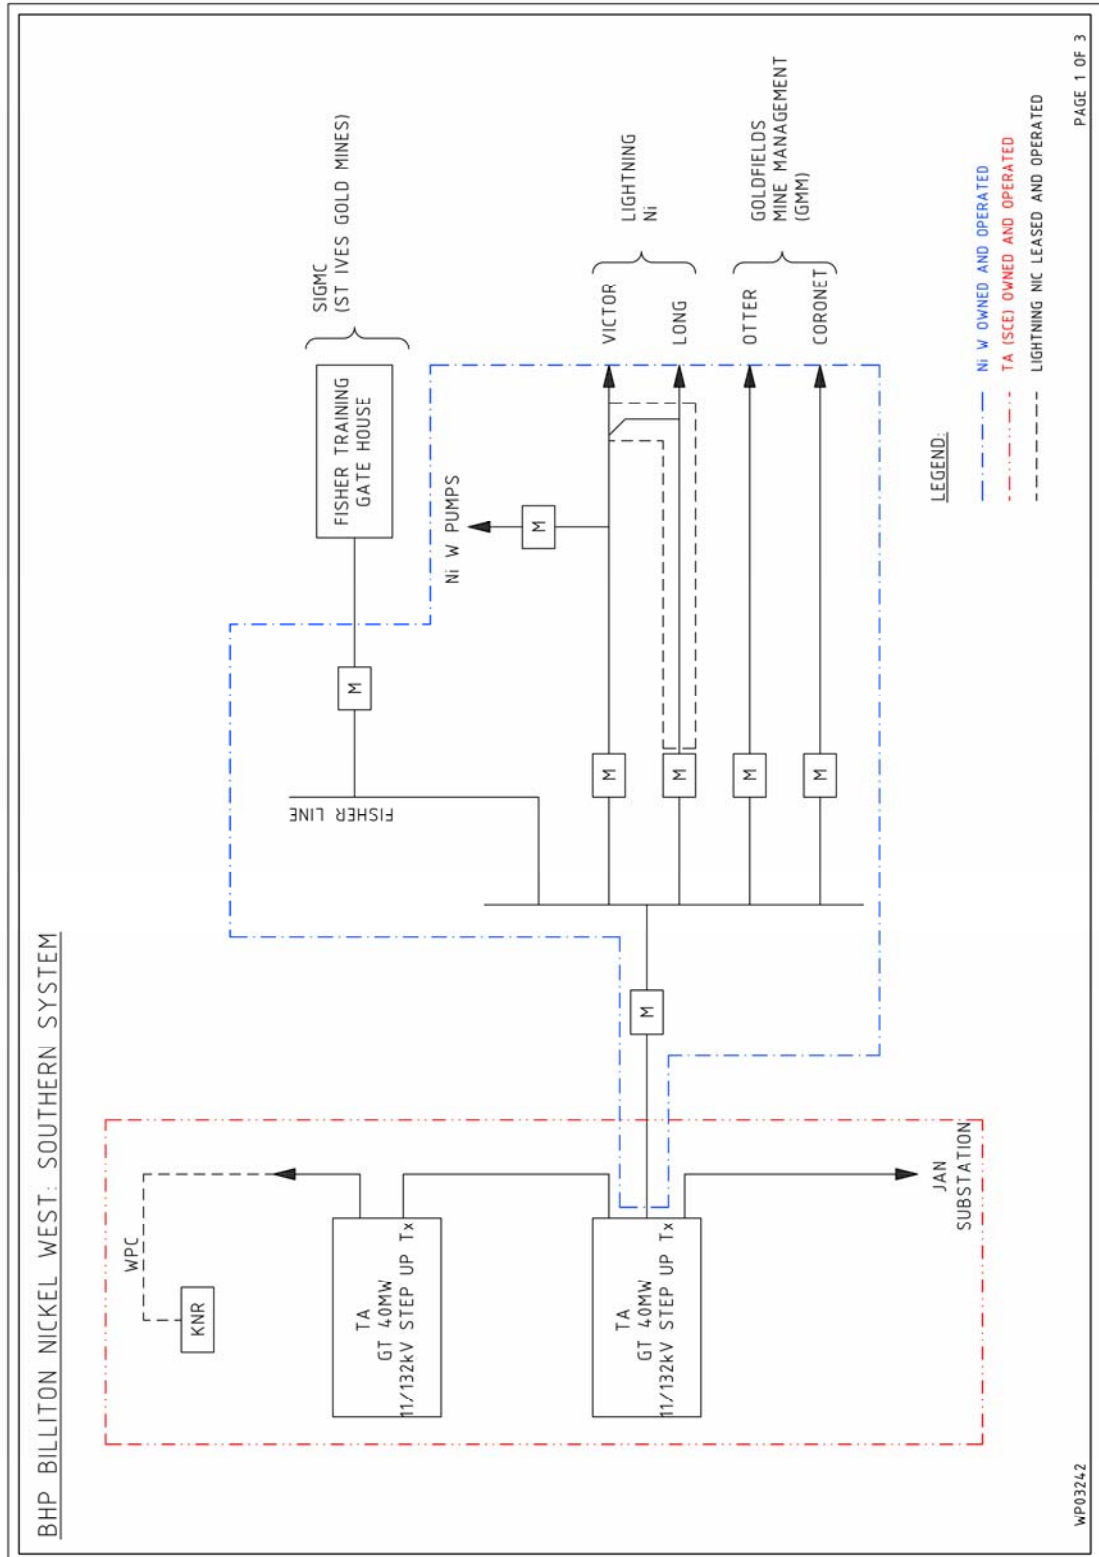 BHP BILLITON NICKEL WEST: SOUTHERN SYSTEM
WPC
KNR
TA
GT 40MW
11/132kV STEP UP Tx
TA
GT 40MW
11/132kV STEP UP Tx
JAN
SUBSTATION
M
FISHER LINE
M
FISHER TRAINING
GATE HOUSE
SIGMC
(ST IVES GOLD MINES)
Ni W PUMPS
M
M
M
M
M
VICTOR
LONG
OTTER
CORONET
LIGHTNING
Ni
GOLDFIELDS
MINE MANAGEMENT
(GMM)
LEGEND:
Ni W OWNED AND OPERATED
TA (SCE) OWNED AND OPERATED
LIGHTNING NIC LEASED AND OPERATED
WP03242
PAGE 1 OF 3